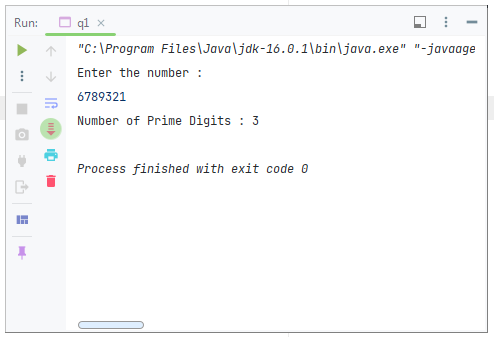 Run: q1
"C:\Program Files\Java\jdk-16.0.1\bin\java.exe" "-javaage
Enter the number :
6789321
Number of Prime Digits : 3
Process finished with exit code 0